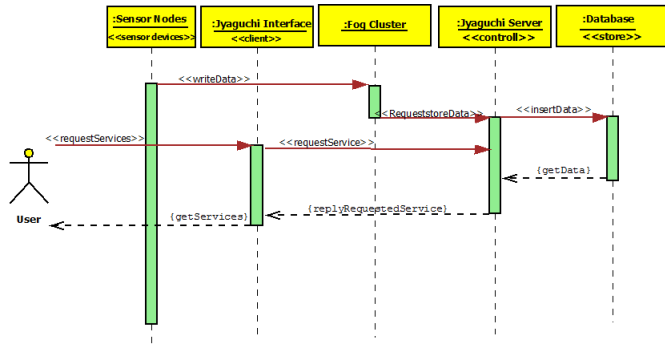 :Sensor Nodes
<<sensor devices>>
:Jyaguchi Interface
<<client>>
:Fog Cluster
:Jyaguchi Server
<<controll>>
:Database
<<store>>
<<writeData>>
<<RequeststoreData>>
<<insertData>>
<<requestServices>>
<<requestService>>
{getData}
{replyRequestedService}
{getServices}
User